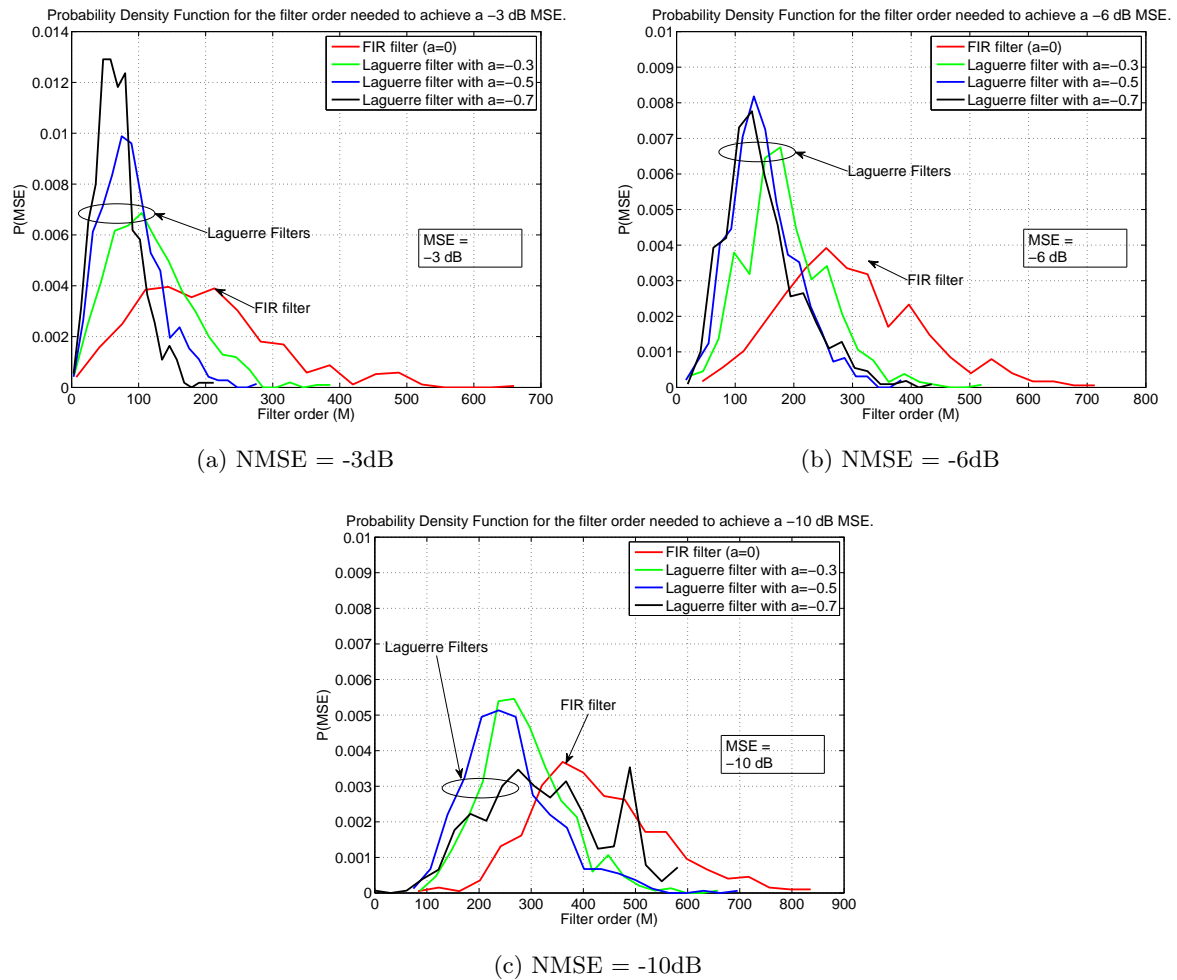 Probability Density Function for the filter order needed to achieve a −3 dB MSE.
0.014
0.012
0.01
0.008
0.006
0.004
0.002
0
P(MSE)
FIR filter (a=0)
Laguerre filter with a=−0.3
Laguerre filter with a=−0.5
Laguerre filter with a=−0.7
Laguerre Filters
MSE =
−3 dB
FIR filter
0 100 200 300 400 500 600 700
Filter order (M)
(a) NMSE = -3dB
Probability Density Function for the filter order needed to achieve a −6 dB MSE.
0.01
0.009
0.008
0.007
0.006
0.005
0.004
0.003
0.002
0.001
0
P(MSE)
FIR filter (a=0)
Laguerre filter with a=−0.3
Laguerre filter with a=−0.5
Laguerre filter with a=−0.7
Laguerre Filters
MSE =
−6 dB
FIR filter
0 100 200 300 400 500 600 700 800
Filter order (M)
(b) NMSE = -6dB
Probability Density Function for the filter order needed to achieve a −10 dB MSE.
0.01
0.009
0.008
0.007
0.006
0.005
0.004
0.003
0.002
0.001
0
P(MSE)
FIR filter (a=0)
Laguerre filter with a=−0.3
Laguerre filter with a=−0.5
Laguerre filter with a=−0.7
Laguerre Filters
FIR filter
MSE =
−10 dB
0 100 200 300 400 500 600 700 800 900
Filter order (M)
(c) NMSE = -10dB